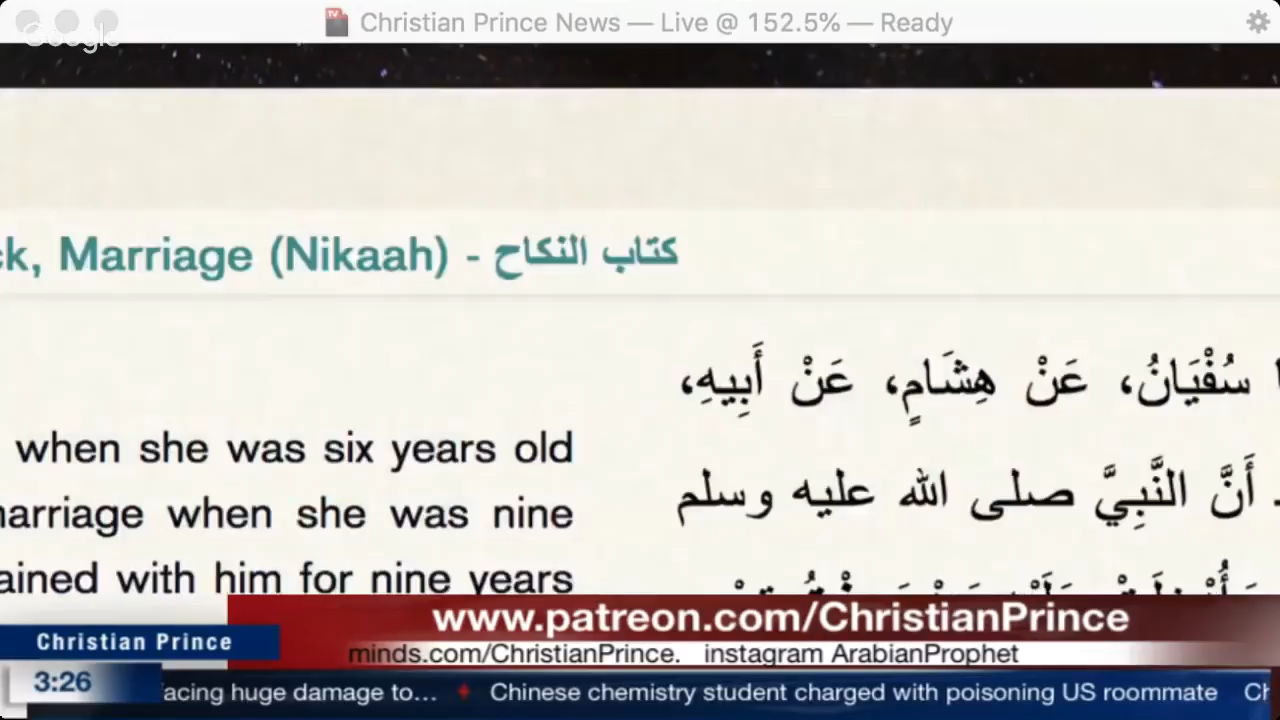 Christian Prince News — Live @ 152.5% — Ready
Google
ck, Marriage (Nikaah) - كتاب النكاح
سُفْيَانُ، عَنْ هِشَامٍ، عَنْ أَبِيهِ،
when she was six years old
أَنَّ النَّبِيَّ صلى الله عليه وسلم
marriage when she was nine
ained with him for nine years
www.patreon.com/ChristianPrince
Christian Prince
minds.com/ChristianPrince. instagram ArabianProphet
3:26
acing huge damage to... ♦ Chinese chemistry student charged with poisoning US roommate